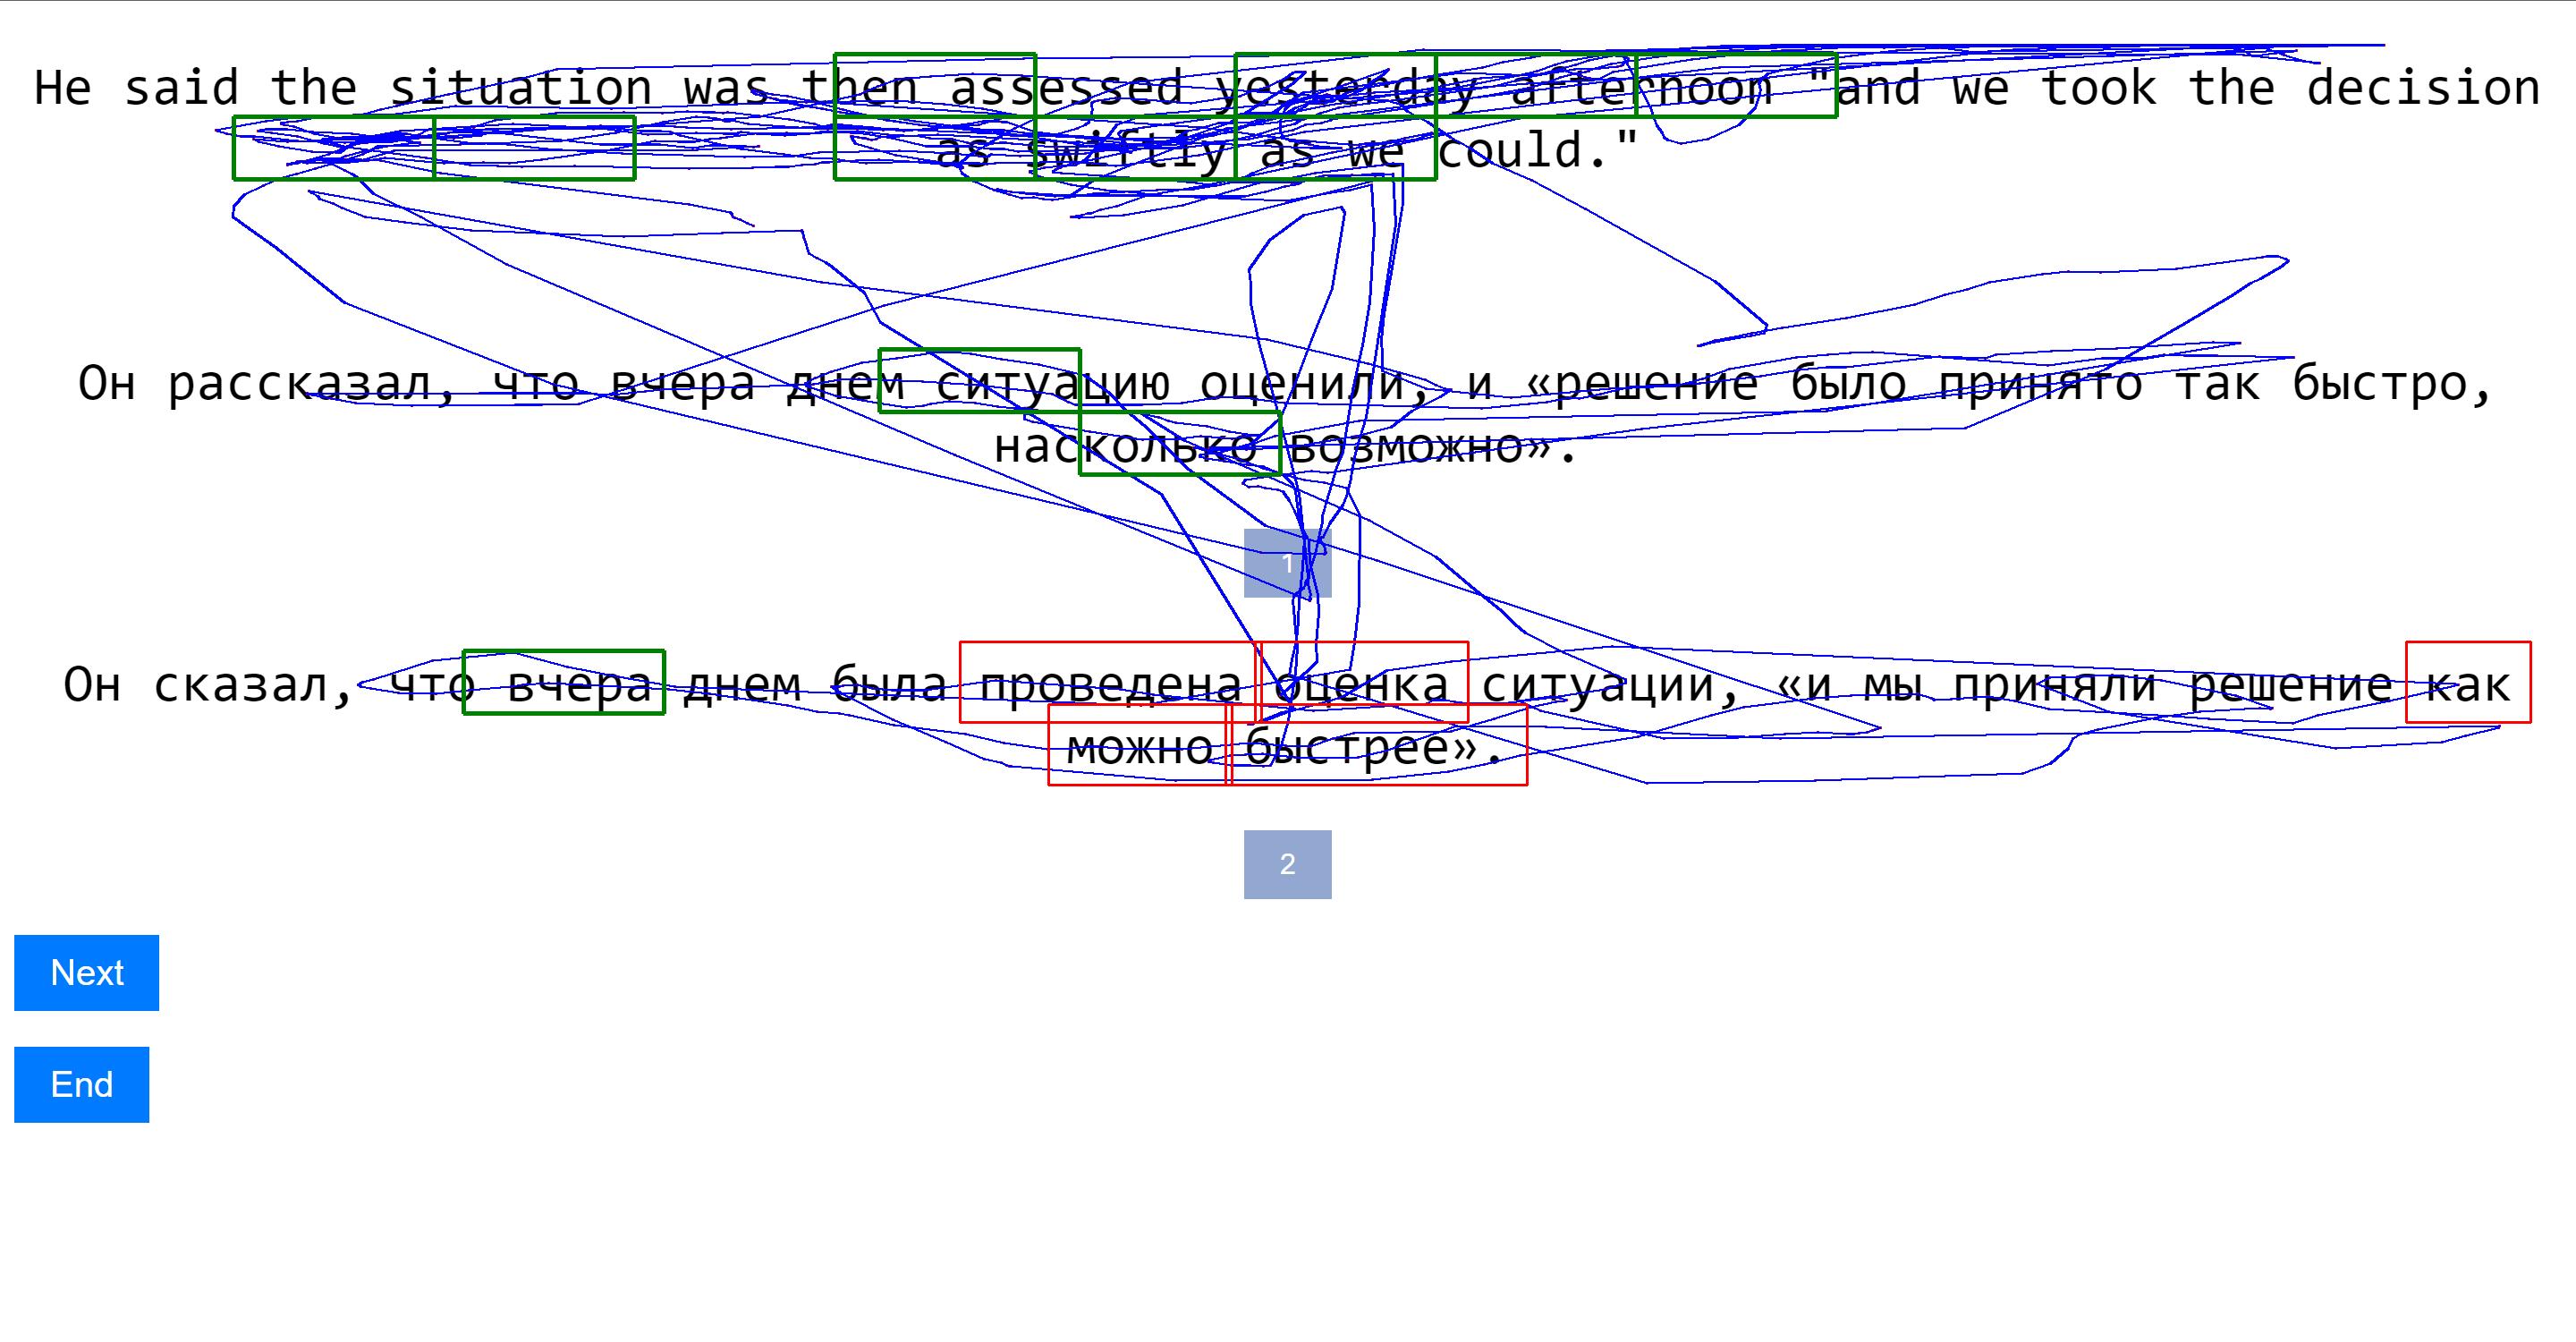 He said the situation was then assessed yesterday afternoon "and we took the decision
as swiftly as we could."
Он рассказал, что вчера днем ситуацию оценили, и «решение было принято так быстро,
насколько возможно».
1
Он сказал, что вчера днем была проведена оценка ситуации, «и мы приняли решение как
можно быстрее».
2
Next
End